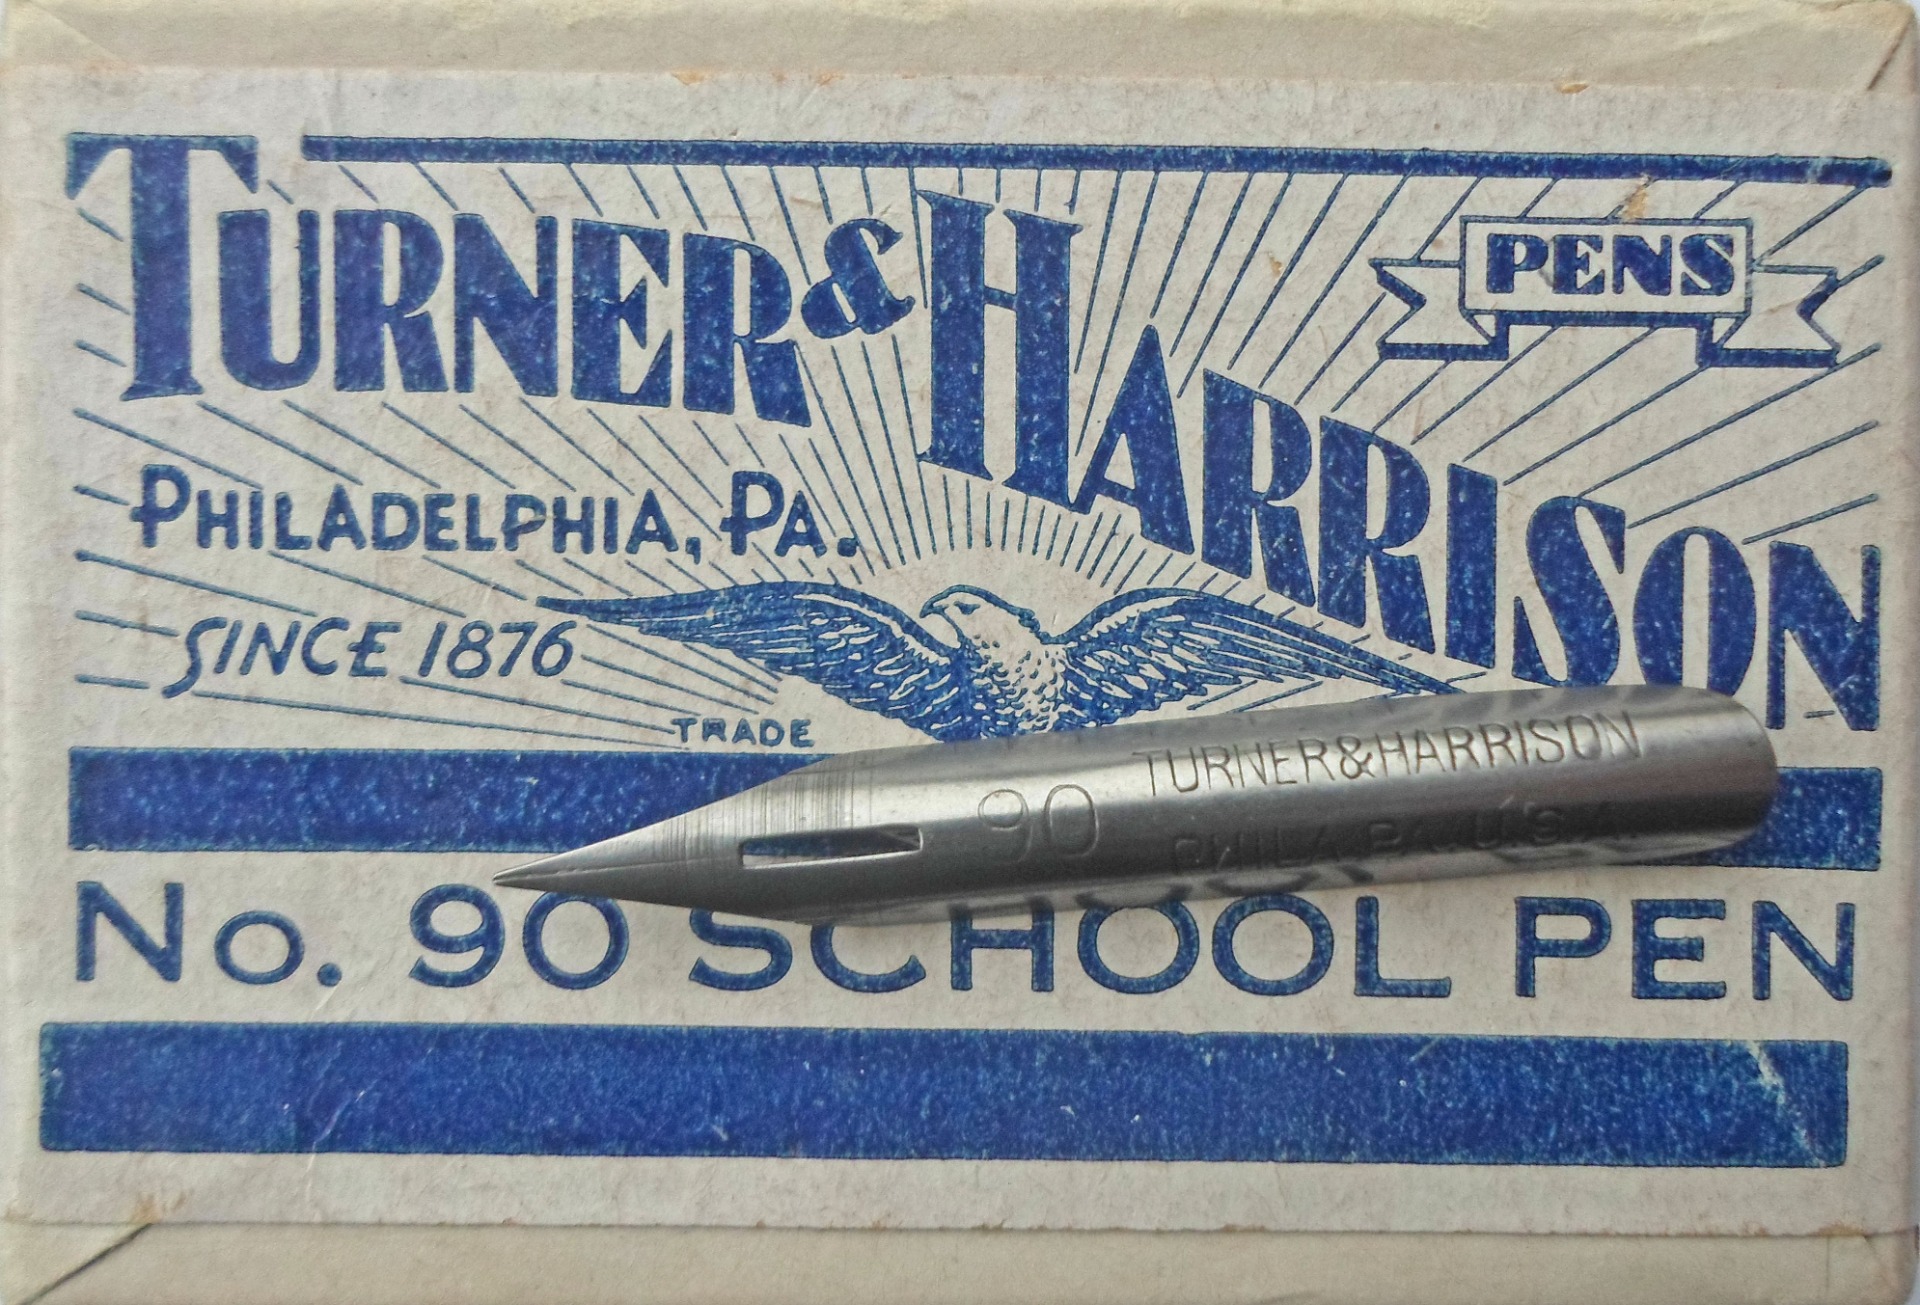 TURNER & HARRISON
PENS
PHILADELPHIA, PA.
SINCE 1876
TRADE
No. 90 SCHOOL PEN
90
TURNER&HARRISON
PHILA. PA. U.S.A.